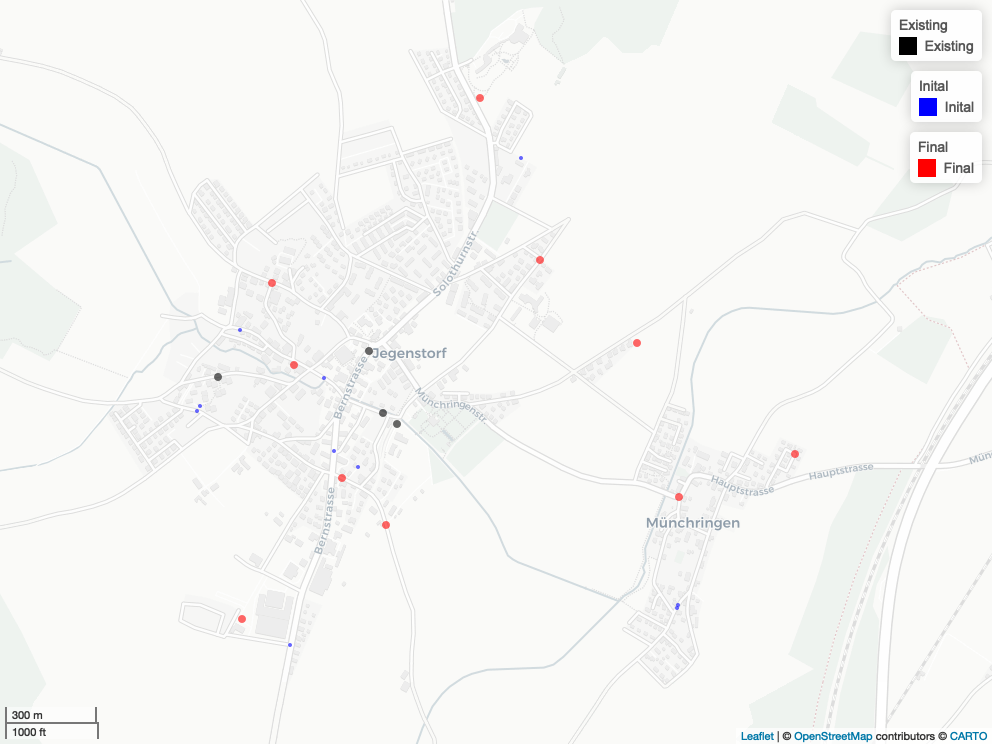 Existing
Existing
Inital
Inital
Final
Final
Solothurnstr.
Jegenstorf
Bernstrasse
Münchringenstr.
Hauptstrasse
Hauptstrasse
Mün
Münchringen
Bernstrasse
300 m
1000 ft
Leaflet | © OpenStreetMap contributors © CARTO